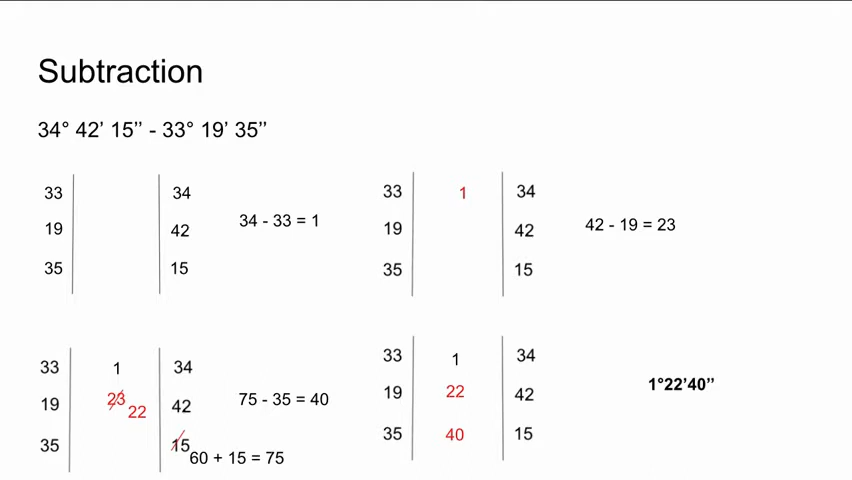 Subtraction
34° 42’ 15’’ - 33° 19’ 35’’
33 34
19 42
35 15
34 - 33 = 1
33 1 34
19 42
35 15
42 - 19 = 23
33 1 34
19 23 22 42
35 15
75 - 35 = 40
60 + 15 = 75
33 1 34
19 22 42
35 40 15
1°22’40’’